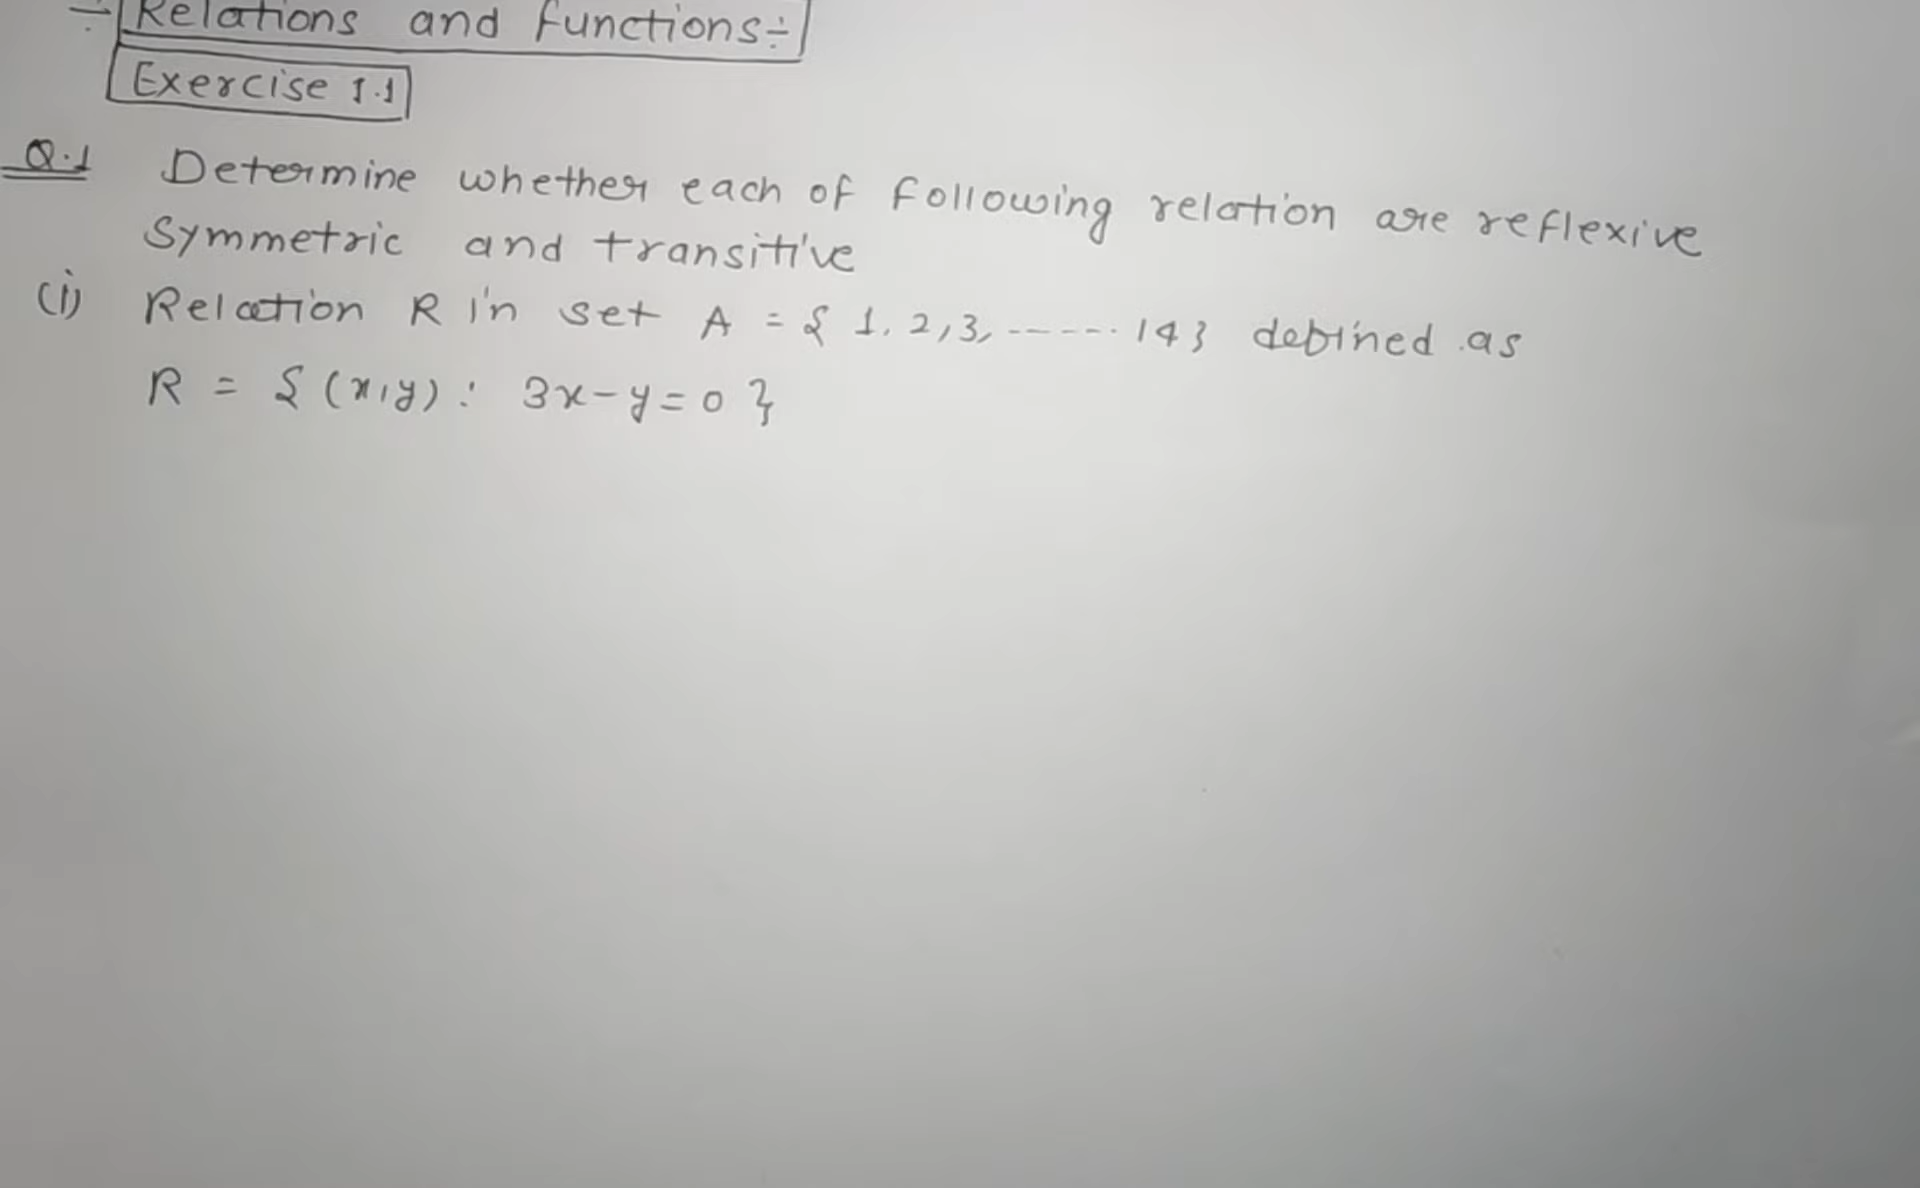 ÷ Relations and functions ÷
Exercise 1.1
Q.1 Determine whether each of following relation are reflexive
Symmetric and transitive
(i) Relation R in set A = { 1, 2, 3, ------ 14 } defined as
R = { (x, y) : 3x - y = 0 }